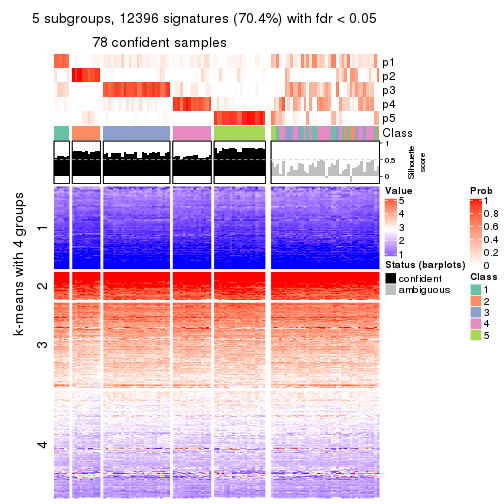 5 subgroups, 12396 signatures (70.4%) with fdr < 0.05
78 confident samples
p1
p2
p3
p4
p5
Class
1
0.5
0
Silhouette
score
k-means with 4 groups
1
2
3
4
Value
5
4
3
2
1
Status (barplots)
confident
ambiguous
Prob
1
0.8
0.6
0.4
0.2
0
Class
1
2
3
4
5